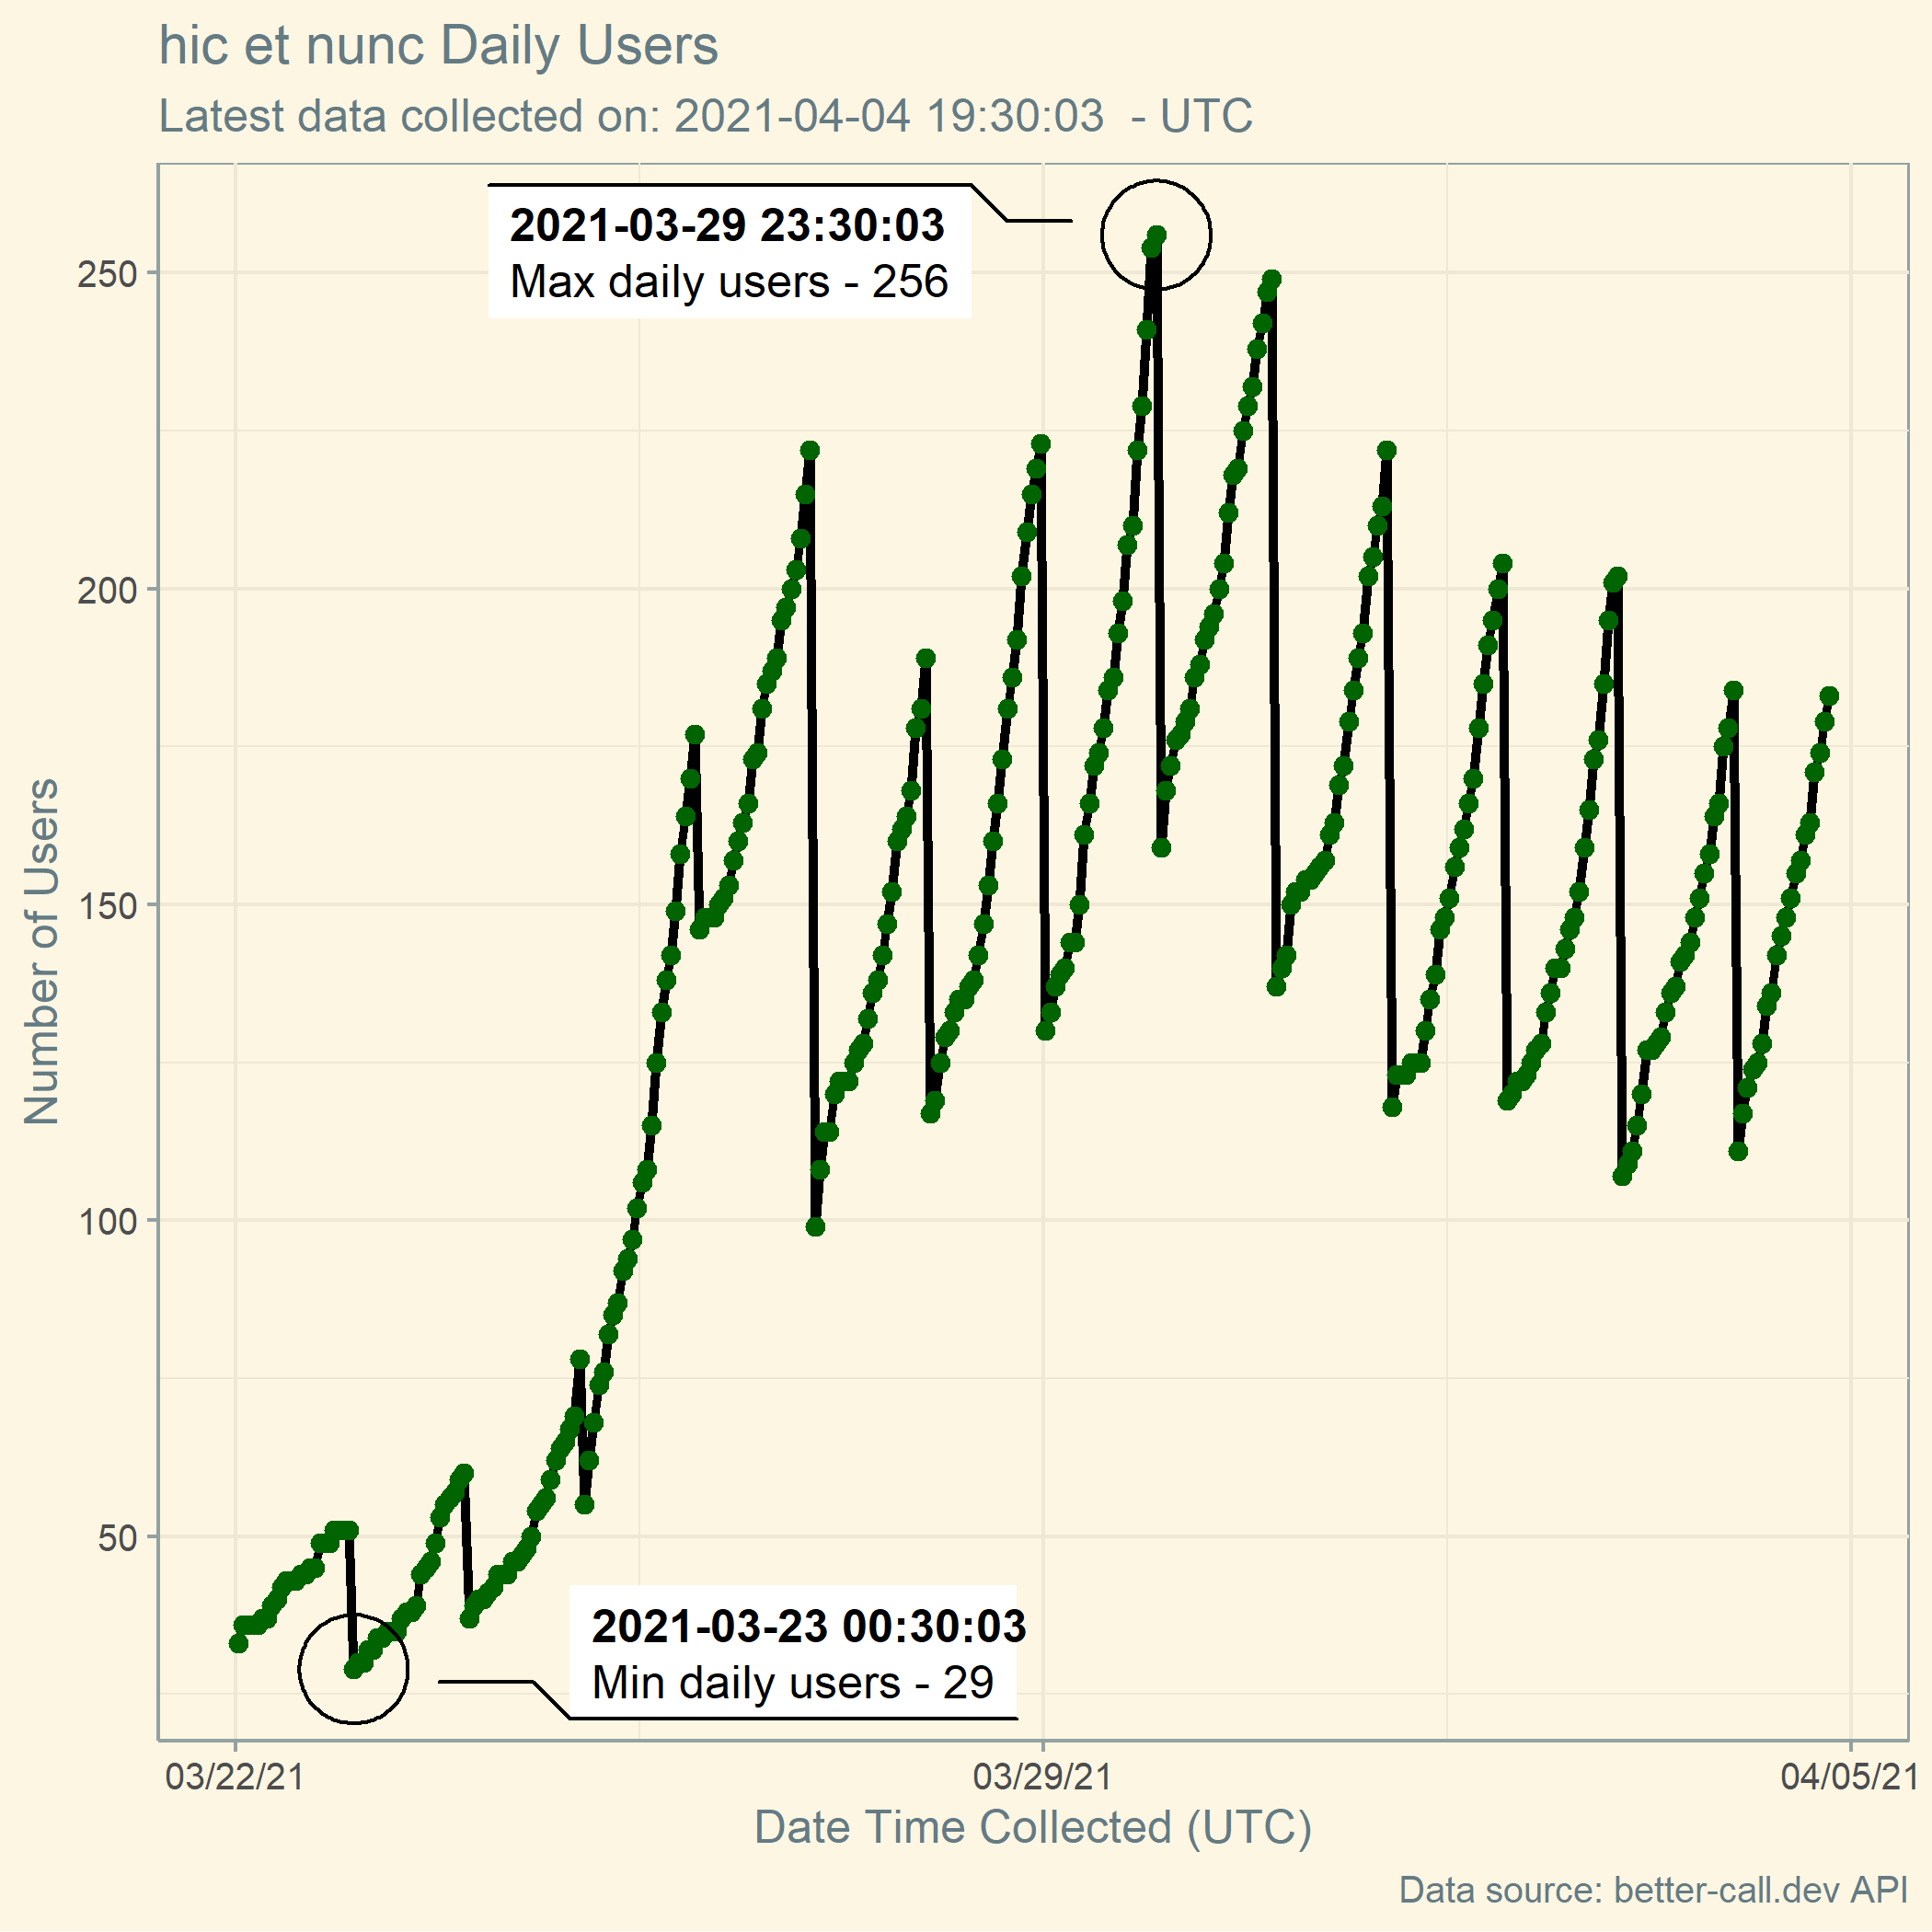 hic et nunc Daily Users
Latest data collected on: 2021-04-04 19:30:03  - UTC
2021-03-29 23:30:03
Max daily users - 256
250
200
150
100
50
Number of Users
2021-03-23 00:30:03
Min daily users - 29
03/22/21
03/29/21
04/05/21
Date Time Collected (UTC)
Data source: better-call.dev API